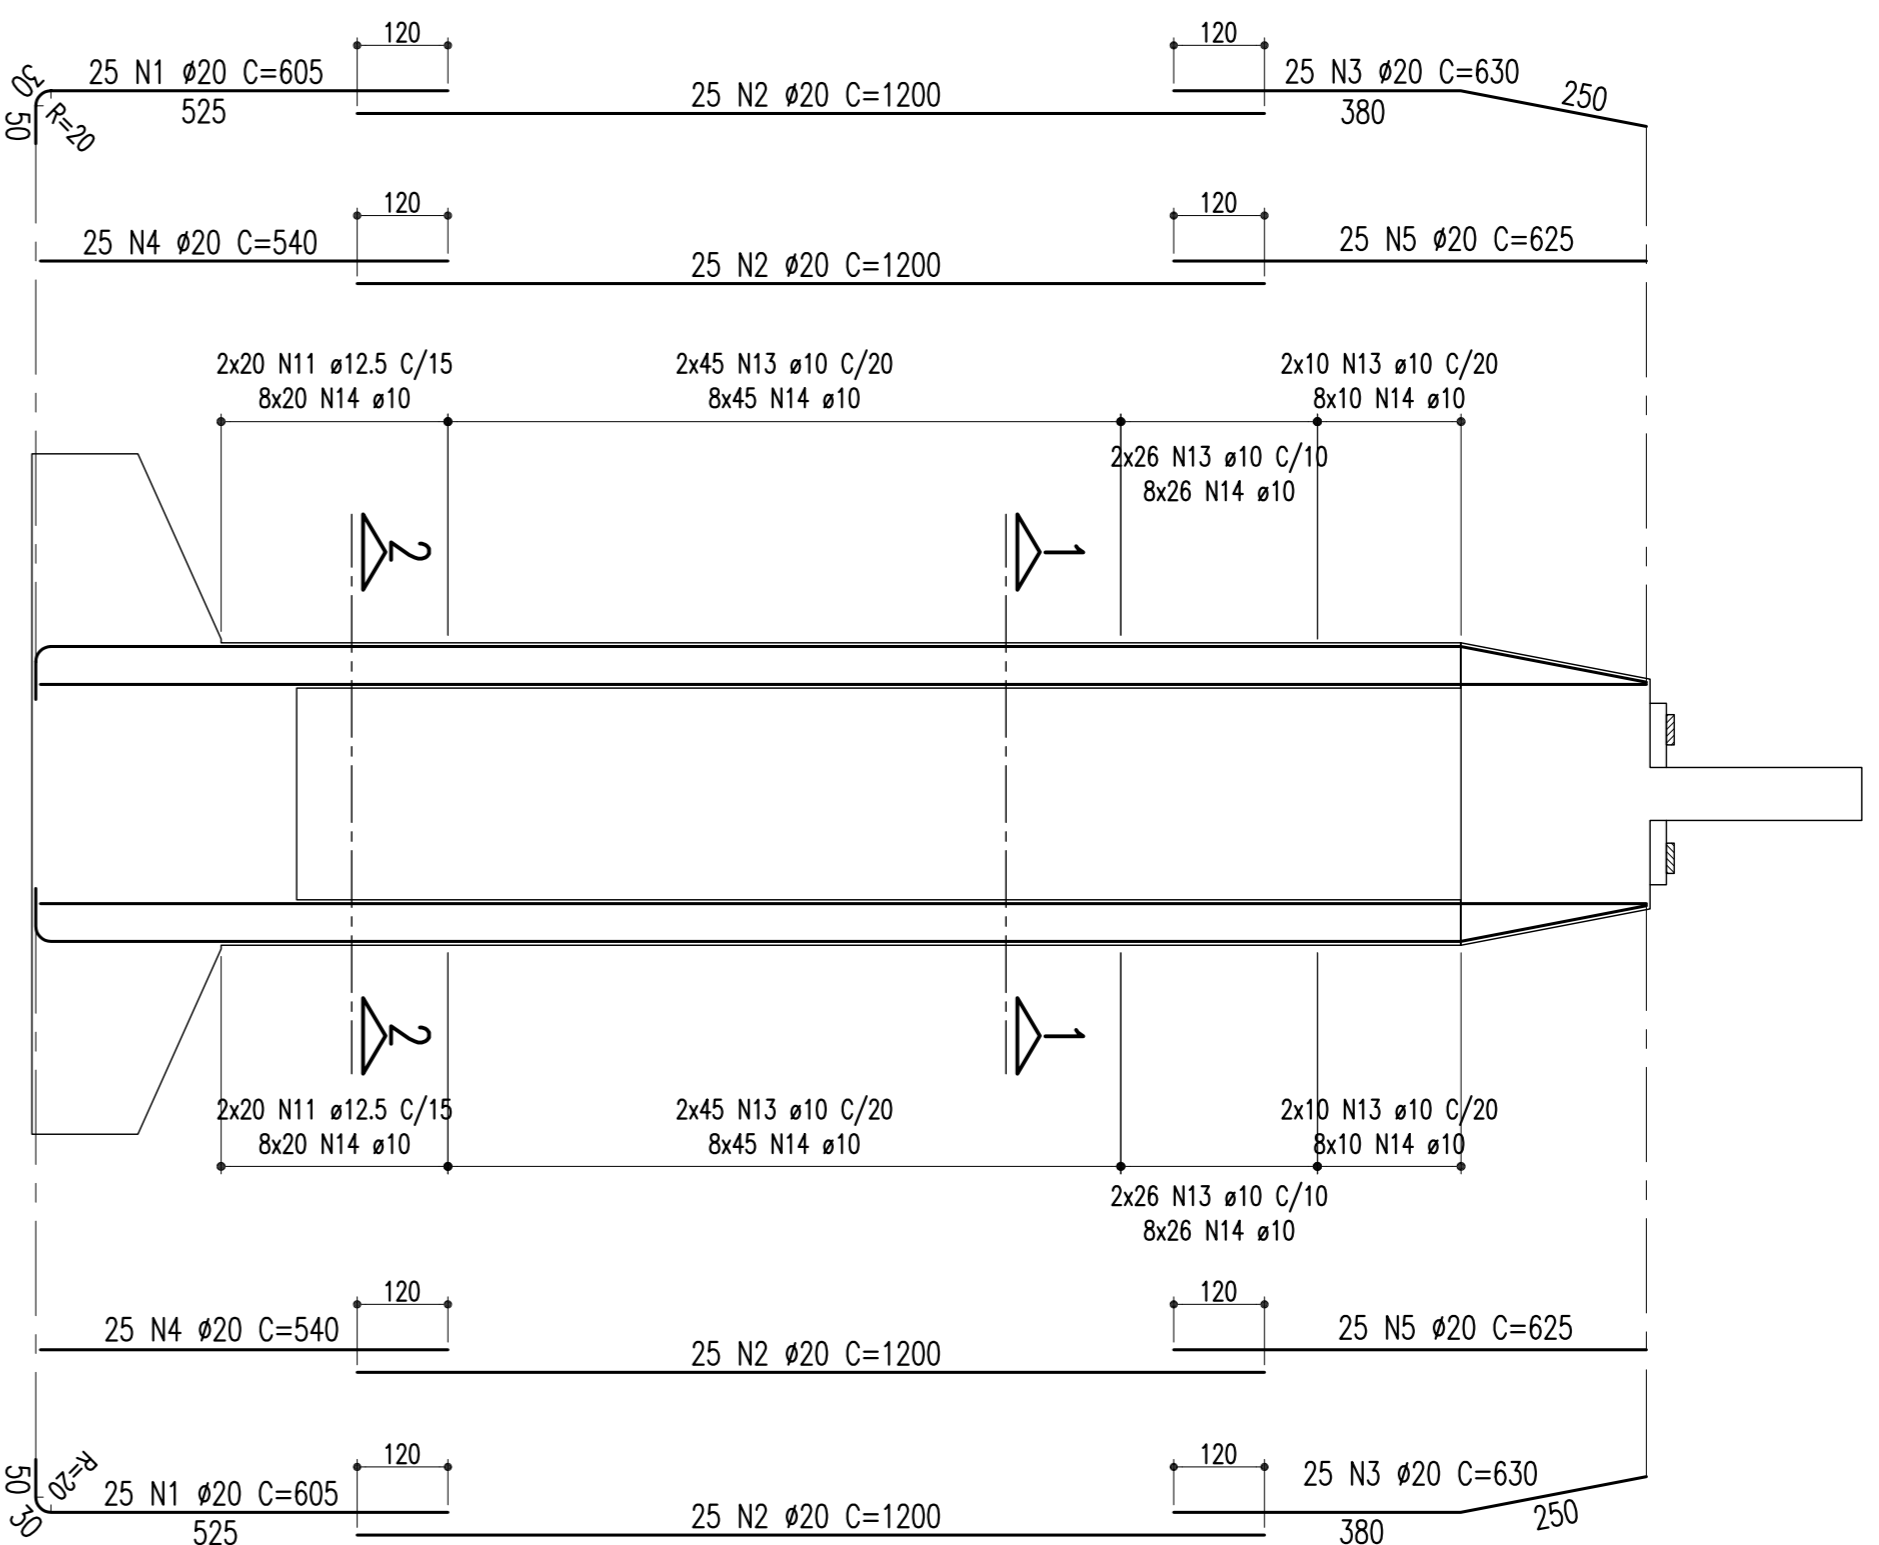 120
120
25 N1 ø20 C=605
25 N3 ø20 C=630
30
250
25 N2 ø20 C=1200
525
380
50
R=20
120
120
25 N4 ø20 C=540
25 N5 ø20 C=625
25 N2 ø20 C=1200
2x20 N11 ø12.5 C/15
2x45 N13 ø10 C/20
2x10 N13 ø10 C/20
8x20 N14 ø10
8x45 N14 ø10
8x10 N14 ø10
2x26 N13 ø10 C/10
8x26 N14 ø10
2
1
2
1
2x20 N11 ø12.5 C/15
2x45 N13 ø10 C/20
2x10 N13 ø10 C/20
8x20 N14 ø10
8x45 N14 ø10
8x10 N14 ø10
2x26 N13 ø10 C/10
8x26 N14 ø10
120
120
25 N4 ø20 C=540
25 N5 ø20 C=625
25 N2 ø20 C=1200
120
120
50
R=20
25 N1 ø20 C=605
25 N3 ø20 C=630
30
25 N2 ø20 C=1200
250
525
380